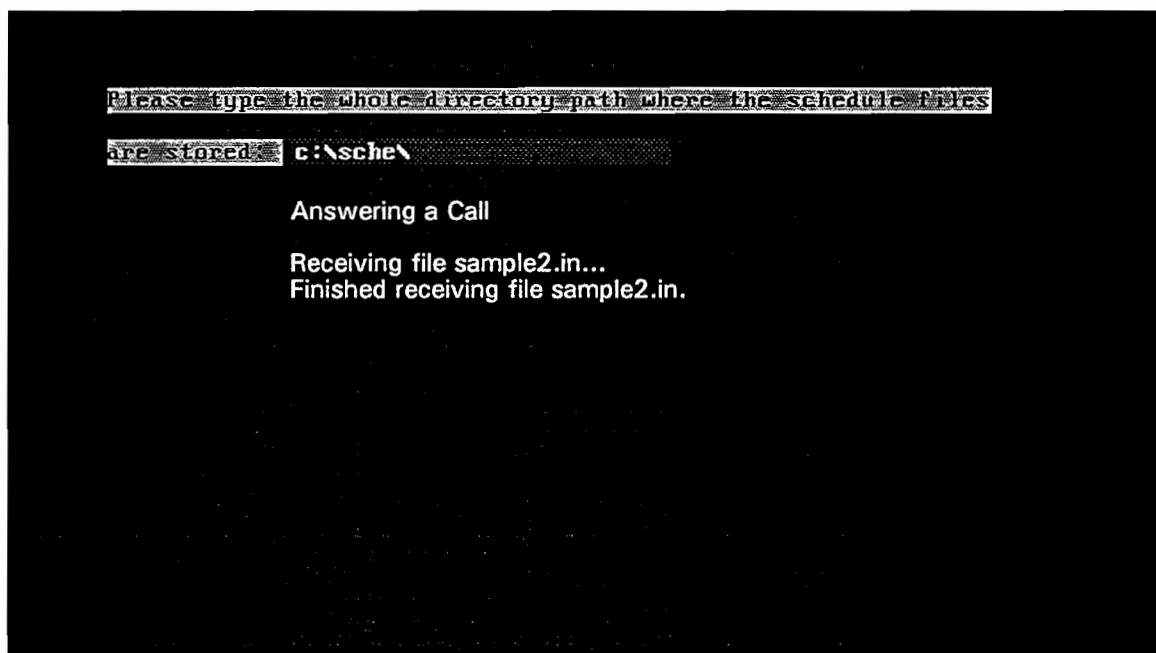 Please type the whole directory path where the schedule files
are stored: c:\sche\
Answering a Call
Receiving file sample2.in...
Finished receiving file sample2.in.